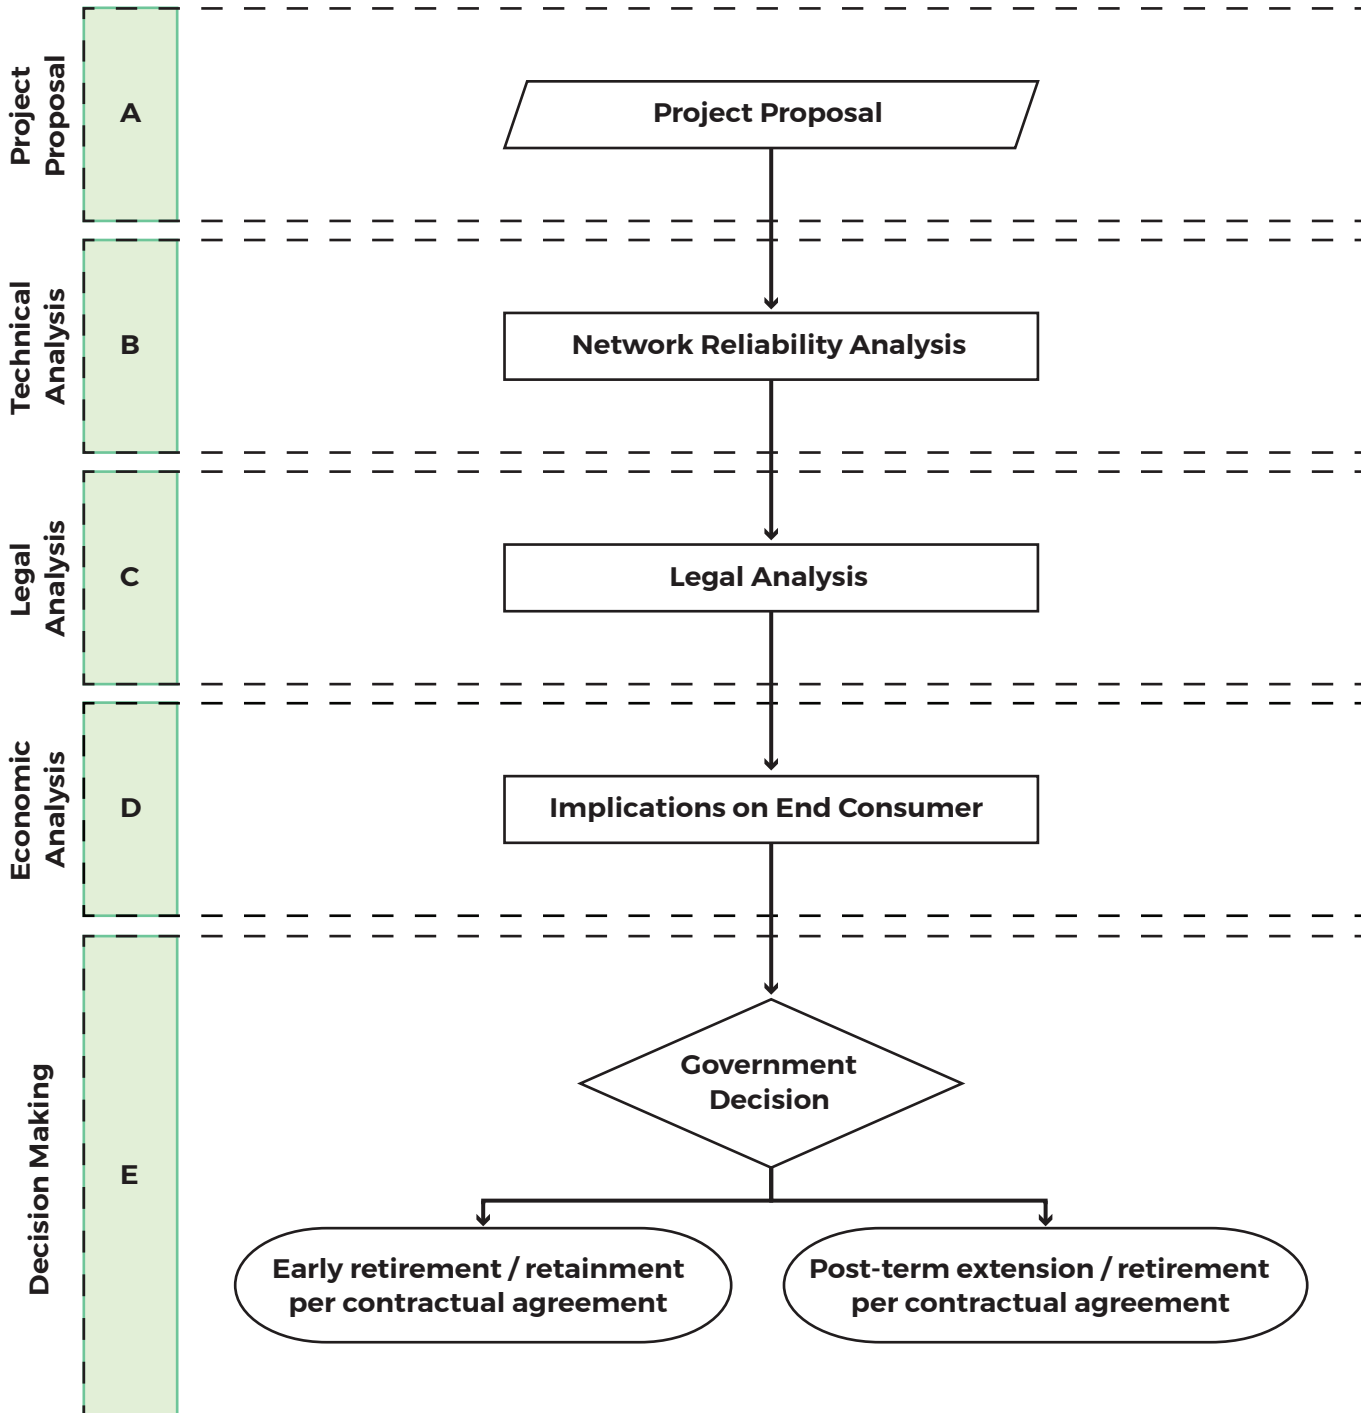 Project
Proposal
A
Project Proposal
Technical
Analysis
B
Network Reliability Analysis
Legal
Analysis
C
Legal Analysis
Economic
Analysis
D
Implications on End Consumer
Decision Making
E
Government
Decision
Early retirement / retainment
per contractual agreement
Post-term extension / retirement
per contractual agreement